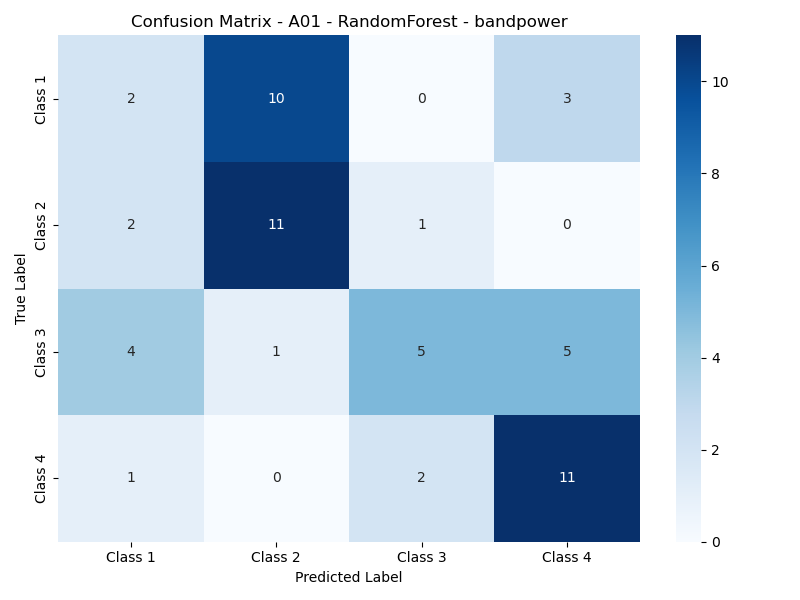 Confusion Matrix - A01 - RandomForest - bandpower
True Label
Class 1
2
10
0
3
Class 2
2
11
1
0
Class 3
4
1
5
5
Class 4
1
0
2
11
Class 1
Class 2
Class 3
Class 4
Predicted Label
10
8
6
4
2
0